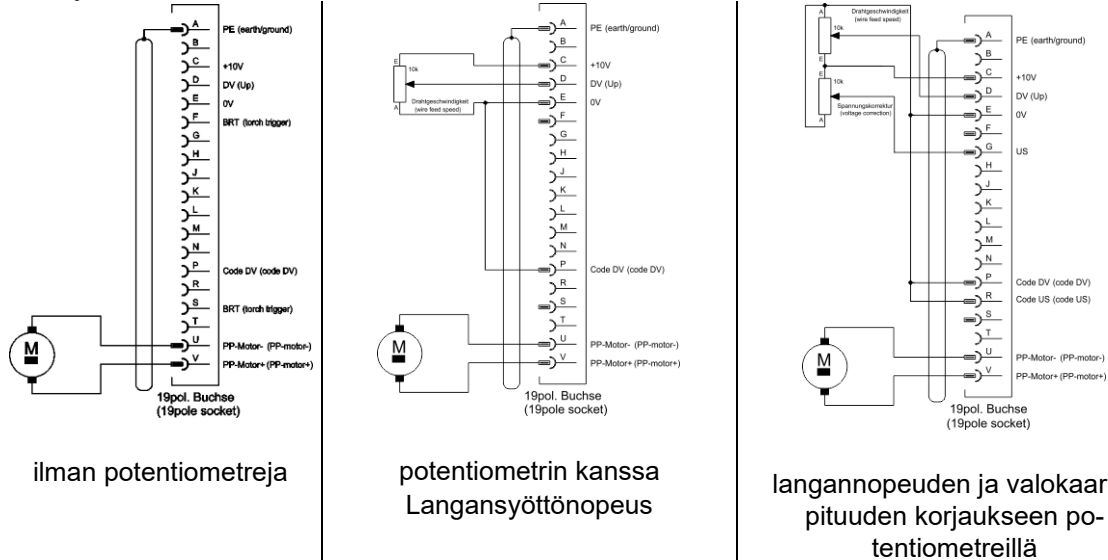 A
PE (earth/ground)
B
C
+10V
D
DV (Up)
E
0V
F
BRT (torch trigger)
G
H
J
K
L
M
N
P
Code DV (code DV)
R
S
BRT (torch trigger)
T
U
PP-Motor- (PP-motor-)
V
PP-Motor+ (PP-motor+)
M
19pol. Buchse
(19pole socket)
ilman potentiometreja
A
PE (earth/ground)
B
E
10k
C
+10V
D
DV (Up)
Drahtgeschwindigkeit
(wire feed speed)
A
E
0V
F
G
H
J
K
L
M
N
P
Code DV (code DV)
R
S
T
U
PP-Motor- (PP-motor-)
V
PP-Motor+ (PP-motor+)
M
19pol. Buchse
(19pole socket)
potentiometrin kanssa
Langansyöttönopeus
A
Drahtgeschwindigkeit
(wire feed speed)
10k
E
A
PE (earth/ground)
B
E
10k
C
+10V
D
DV (Up)
Spannungskorrektur
(voltage correction)
A
E
0V
F
G
US
H
J
K
L
M
N
P
Code DV (code DV)
R
Code US (code US)
S
T
U
PP-Motor- (PP-motor-)
V
PP-Motor+ (PP-motor+)
M
19pol. Buchse
(19pole socket)
langannopeuden ja valokaar
pituuden korjaukseen po-
tentiometreillä